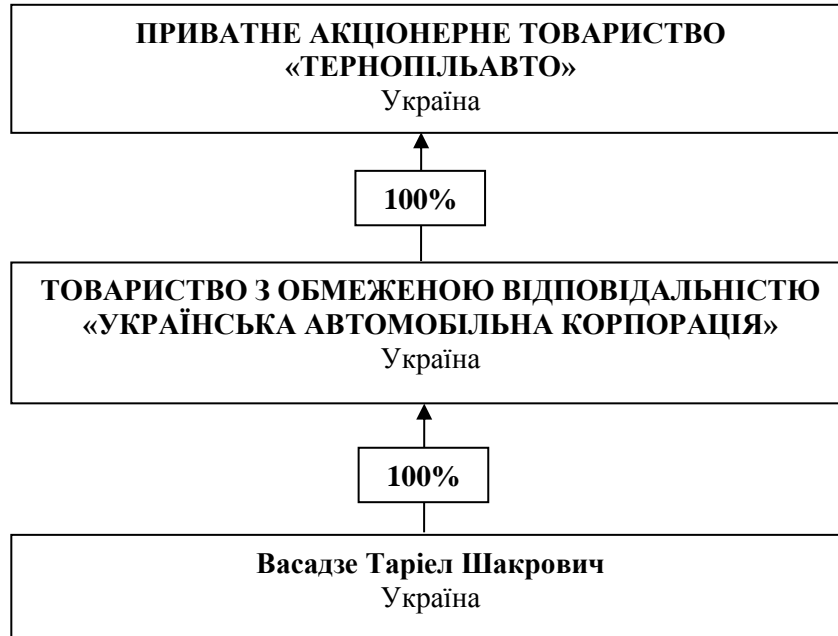 ПРИВАТНЕ АКЦІОНЕРНЕ ТОВАРИСТВО
«ТЕРНОПІЛЬАВТО»
Україна
100%
ТОВАРИСТВО З ОБМЕЖЕНОЮ ВІДПОВІДАЛЬНІСТЮ
«УКРАЇНСЬКА АВТОМОБІЛЬНА КОРПОРАЦІЯ»
Україна
100%
Васадзе Таріел Шакрович
Україна